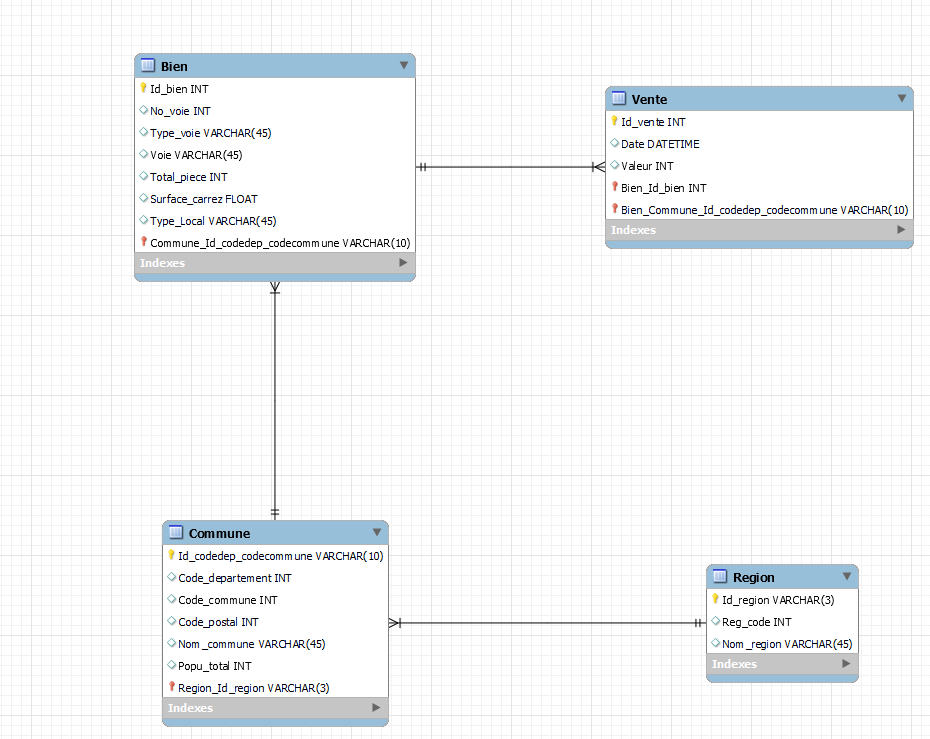 Bien
Id_bien INT
No_voie INT
Type_voie VARCHAR(45)
Voie VARCHAR(45)
Total_piece INT
Surface_carrez FLOAT
Type_Local VARCHAR(45)
Commune_Id_codedep_codecommune VARCHAR(10)
Indexes
Vente
Id_vente INT
Date DATETIME
Valeur INT
Bien_Id_bien INT
Bien_Commune_Id_codedep_codecommune VARCHAR(10)
Indexes
Commune
Id_codedep_codecommune VARCHAR(10)
Code_departement INT
Code_commune INT
Code_postal INT
Nom_commune VARCHAR(45)
Popu_total INT
Region_Id_region VARCHAR(3)
Indexes
Region
Id_region VARCHAR(3)
Reg_code INT
Nom_region VARCHAR(45)
Indexes